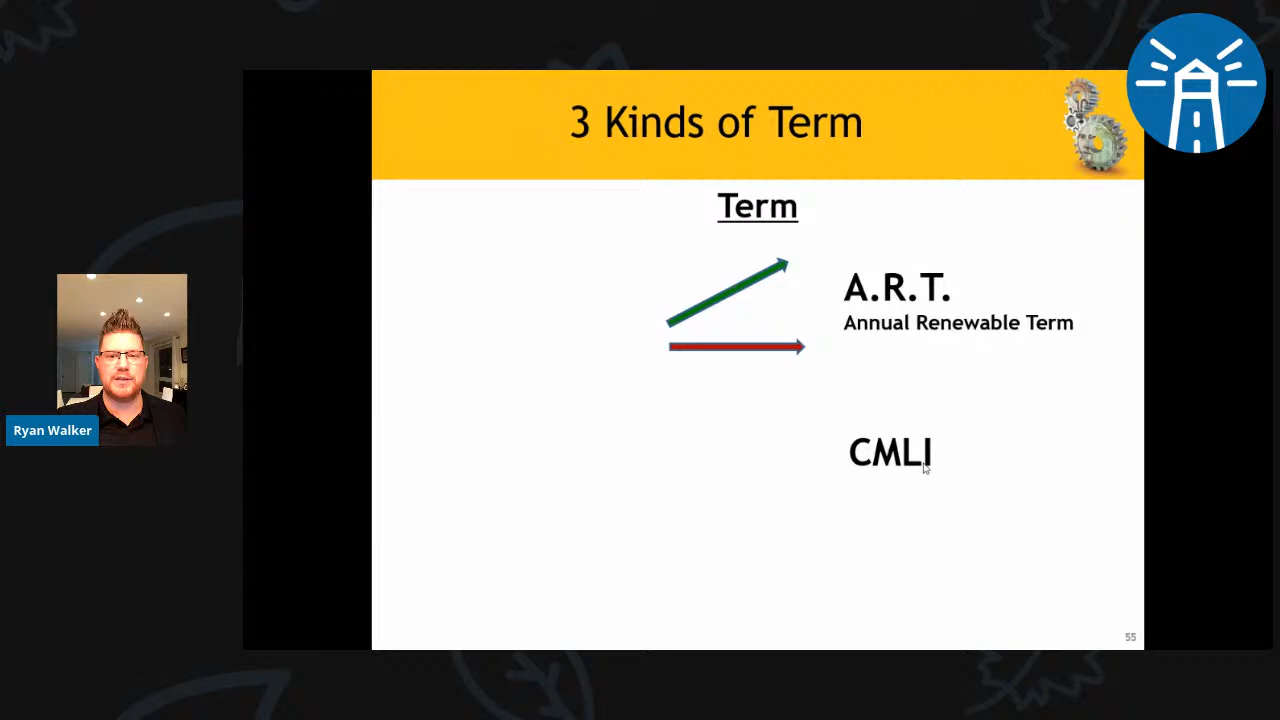 3 Kinds of Term
Term
A.R.T.
Annual Renewable Term
CMLI
Ryan Walker
55